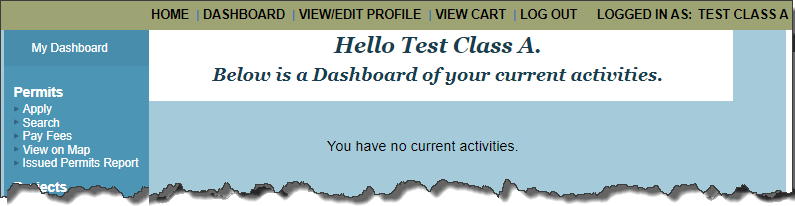 HOME | DASHBOARD | VIEW/EDIT PROFILE | VIEW CART | LOG OUT LOGGED IN AS: TEST CLASS A
My Dashboard
Hello Test Class A.
Below is a Dashboard of your current activities.
Permits
Apply
Search
Pay Fees
View on Map
Issued Permits Report
You have no current activities.